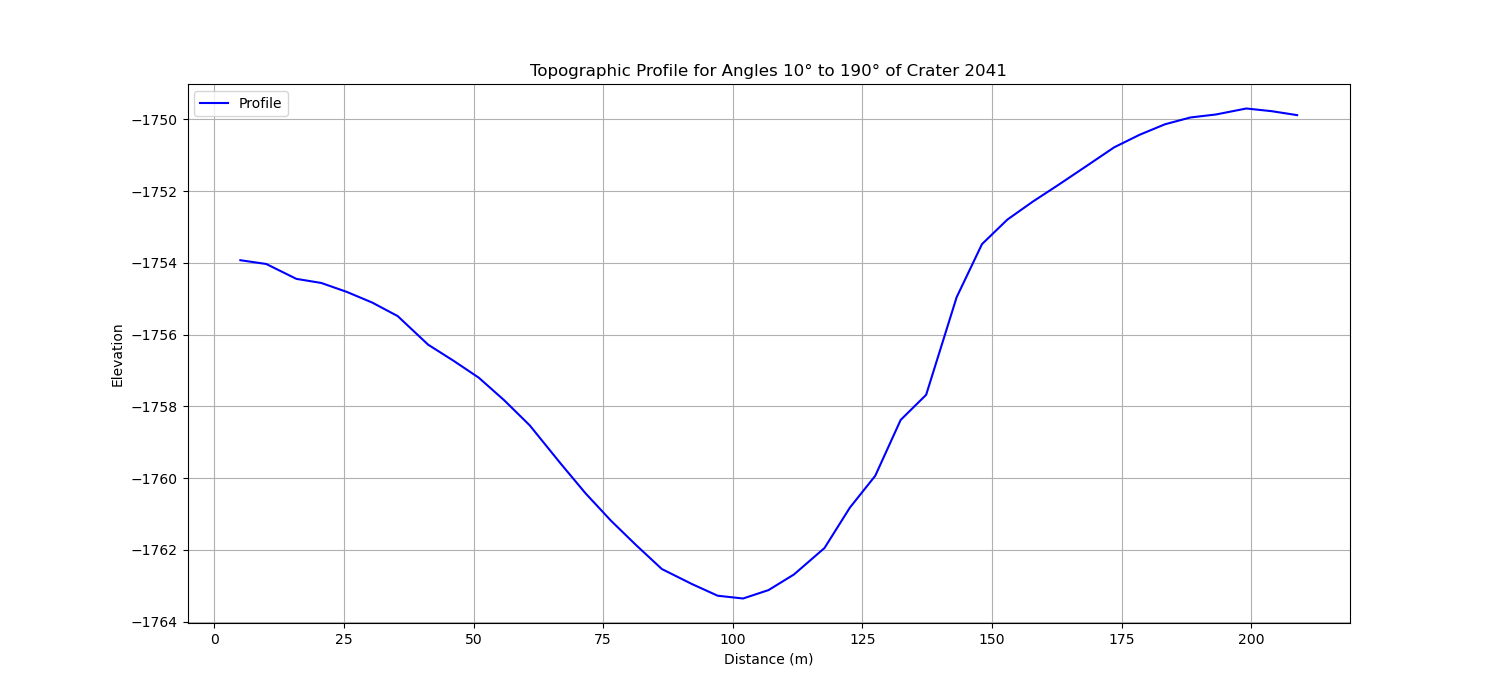 Topographic Profile for Angles 10° to 190° of Crater 2041
Profile
−1750
−1752
−1754
−1756
−1758
−1760
−1762
−1764
Elevation
0 25 50 75 100 125 150 175 200
Distance (m)